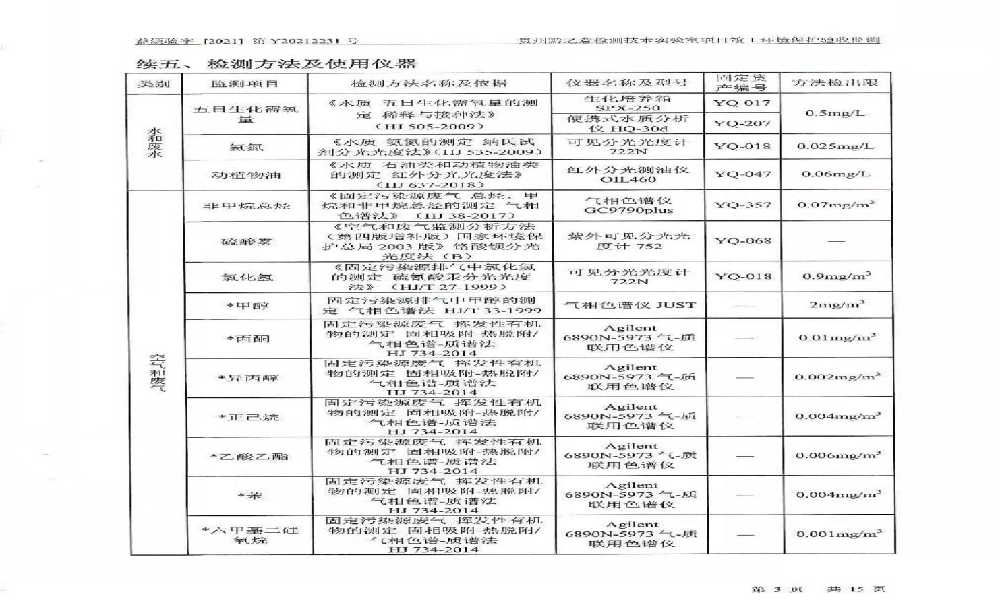 益源验字 [2021] 第 Y20212231 号
贵州黔之意检测技术实验室项目竣工环境保护验收监测
续五、 检测方法及使用仪器
类别 监测项目 检测方法名称及依据 仪器名称及型号 固定资产编号 方法检出限
水和废水
五日生化需氧
量
《水质 五日生化需氧量的测
定 稀释与接种法》
(HJ 505-2009)
生化培养箱
SPX-250
YQ-017
便携式水质分析
仪 HQ-30d
YQ-207
0.5mg/L
氨氮
《水质 氨氮的测定 纳氏试
剂分光光度法》(HJ 535-2009)
可见分光光度计
722N
YQ-018
0.025mg/L
动植物油
《水质 石油类和动植物油类
的测定 红外分光光度法》
(HJ 637-2018)
红外分光测油仪
OIL460
YQ-047
0.06mg/L
空气和废气
非甲烷总烃
《固定污染源废气 总烃、甲
烷和非甲烷总烃的测定 气相
色谱法》 (HJ 38-2017)
气相色谱仪
GC9790plus
YQ-357
0.07mg/m³
硫酸雾
《空气和废气监测分析方法
(第四版增补版)国家环境保
护总局 2003 版》 铬酸钡分光
光度法(B)
紫外可见分光光
度计 752
YQ-068
—
氯化氢
《固定污染源排气中氯化氢
的测定 硫氰酸汞分光光度
法》 (HJ/T 27-1999)
可见分光光度计
722N
YQ-018
0.9mg/m³
*甲醇
固定污染源排气中甲醇的测
定 气相色谱法 HJ/T 33-1999
气相色谱仪 JUST
—
2mg/m³
*丙酮
固定污染源废气 挥发性有机
物的测定 固相吸附-热脱附/
气相色谱-质谱法
HJ 734-2014
Agilent
6890N-5973 气-质
联用色谱仪
—
0.01mg/m³
*异丙醇
固定污染源废气 挥发性有机
物的测定 固相吸附-热脱附/
气相色谱-质谱法
HJ 734-2014
Agilent
6890N-5973 气-质
联用色谱仪
—
0.002mg/m³
*正己烷
固定污染源废气 挥发性有机
物的测定 固相吸附-热脱附/
气相色谱-质谱法
HJ 734-2014
Agilent
6890N-5973 气-质
联用色谱仪
—
0.004mg/m³
*乙酸乙酯
固定污染源废气 挥发性有机
物的测定 固相吸附-热脱附/
气相色谱-质谱法
HJ 734-2014
Agilent
6890N-5973 气-质
联用色谱仪
—
0.006mg/m³
*苯
固定污染源废气 挥发性有机
物的测定 固相吸附-热脱附/
气相色谱-质谱法
HJ 734-2014
Agilent
6890N-5973 气-质
联用色谱仪
—
0.004mg/m³
*六甲基二硅
氧烷
固定污染源废气 挥发性有机
物的测定 固相吸附-热脱附/
气相色谱-质谱法
HJ 734-2014
Agilent
6890N-5973 气-质
联用色谱仪
—
0.001mg/m³
第 3 页 共 15 页